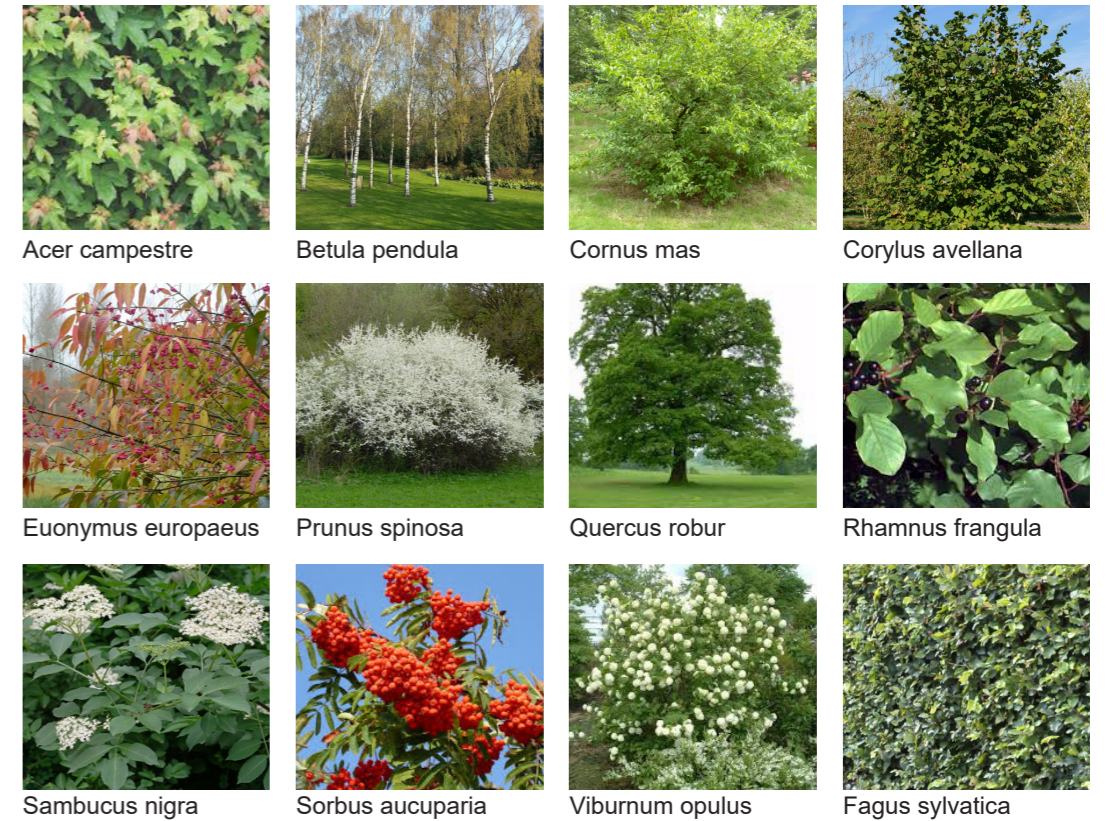 Acer campestre
Betula pendula
Cornus mas
Corylus avellana
Euonymus europaeus
Prunus spinosa
Quercus robur
Rhamnus frangula
Sambucus nigra
Sorbus aucuparia
Viburnum opulus
Fagus sylvatica